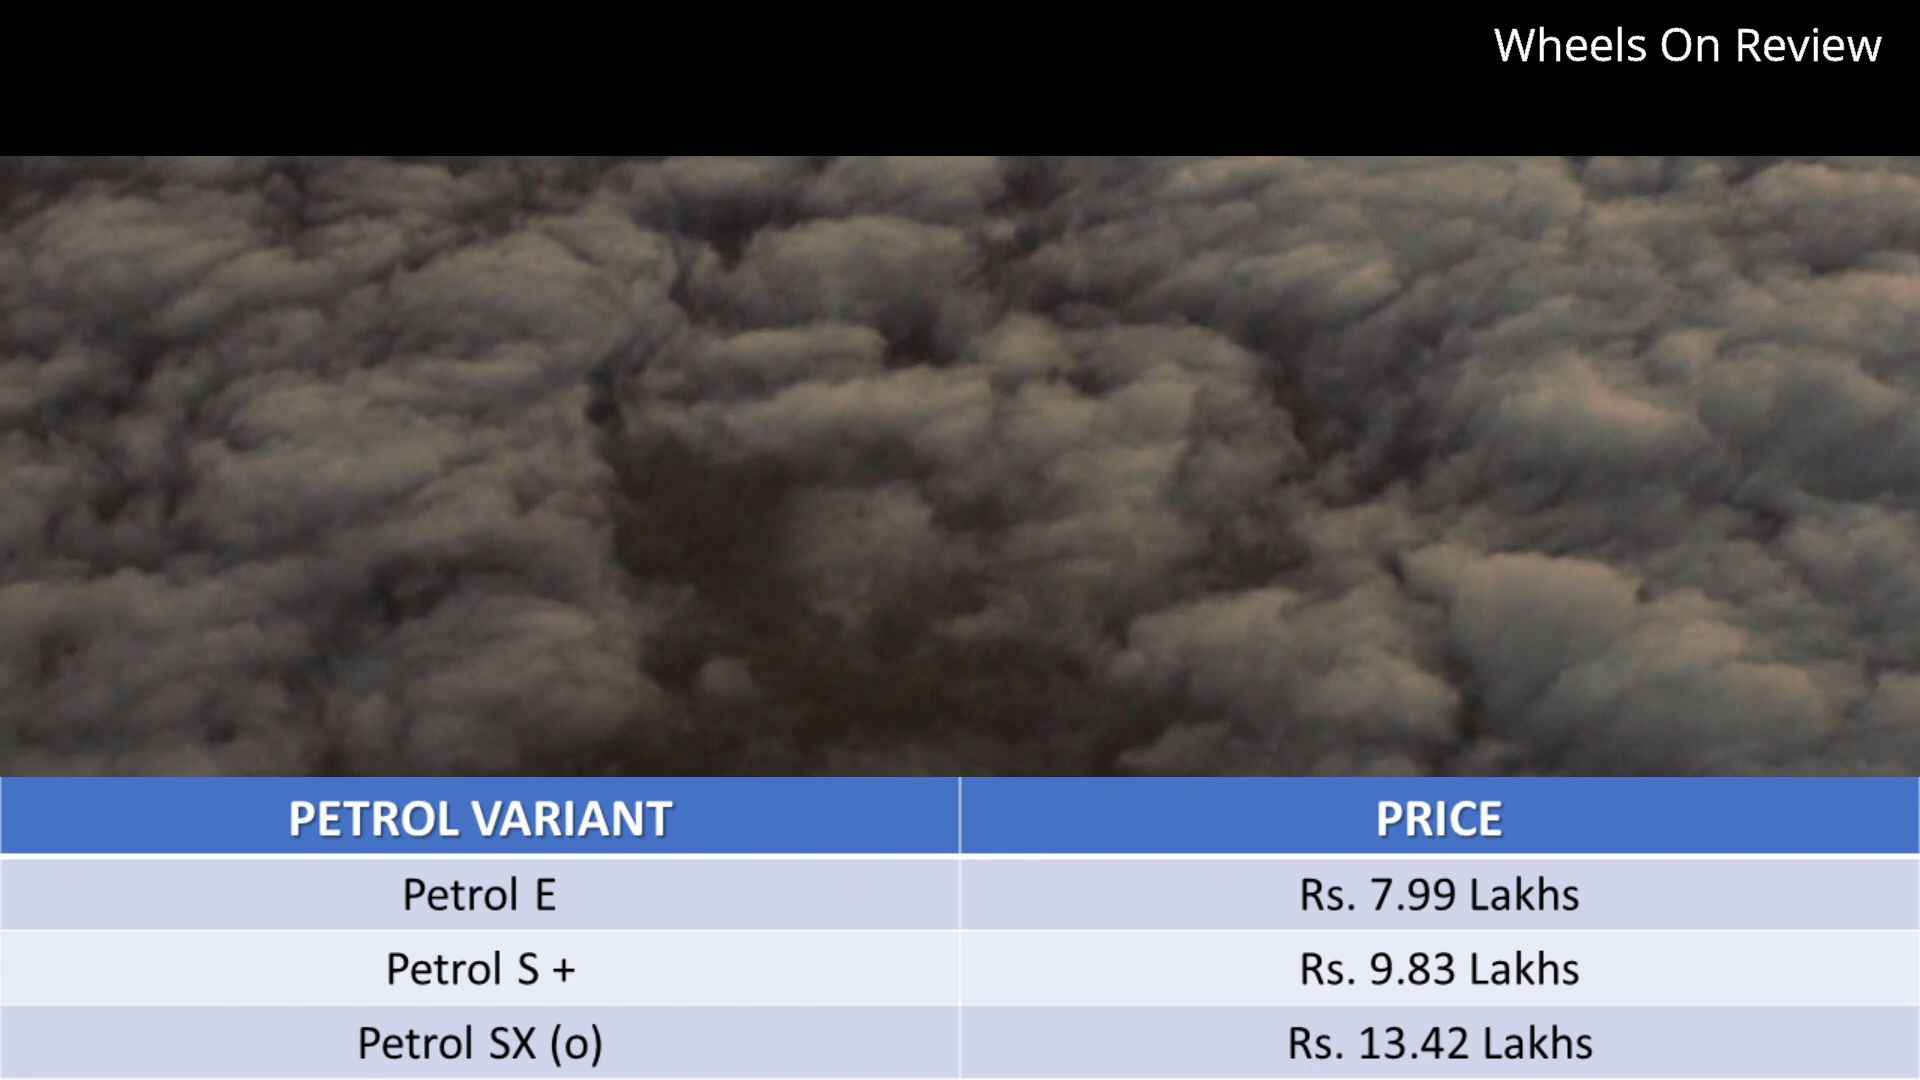 Wheels On Review
PETROL VARIANT PRICE
Petrol E Rs. 7.99 Lakhs
Petrol S + Rs. 9.83 Lakhs
Petrol SX (o) Rs. 13.42 Lakhs